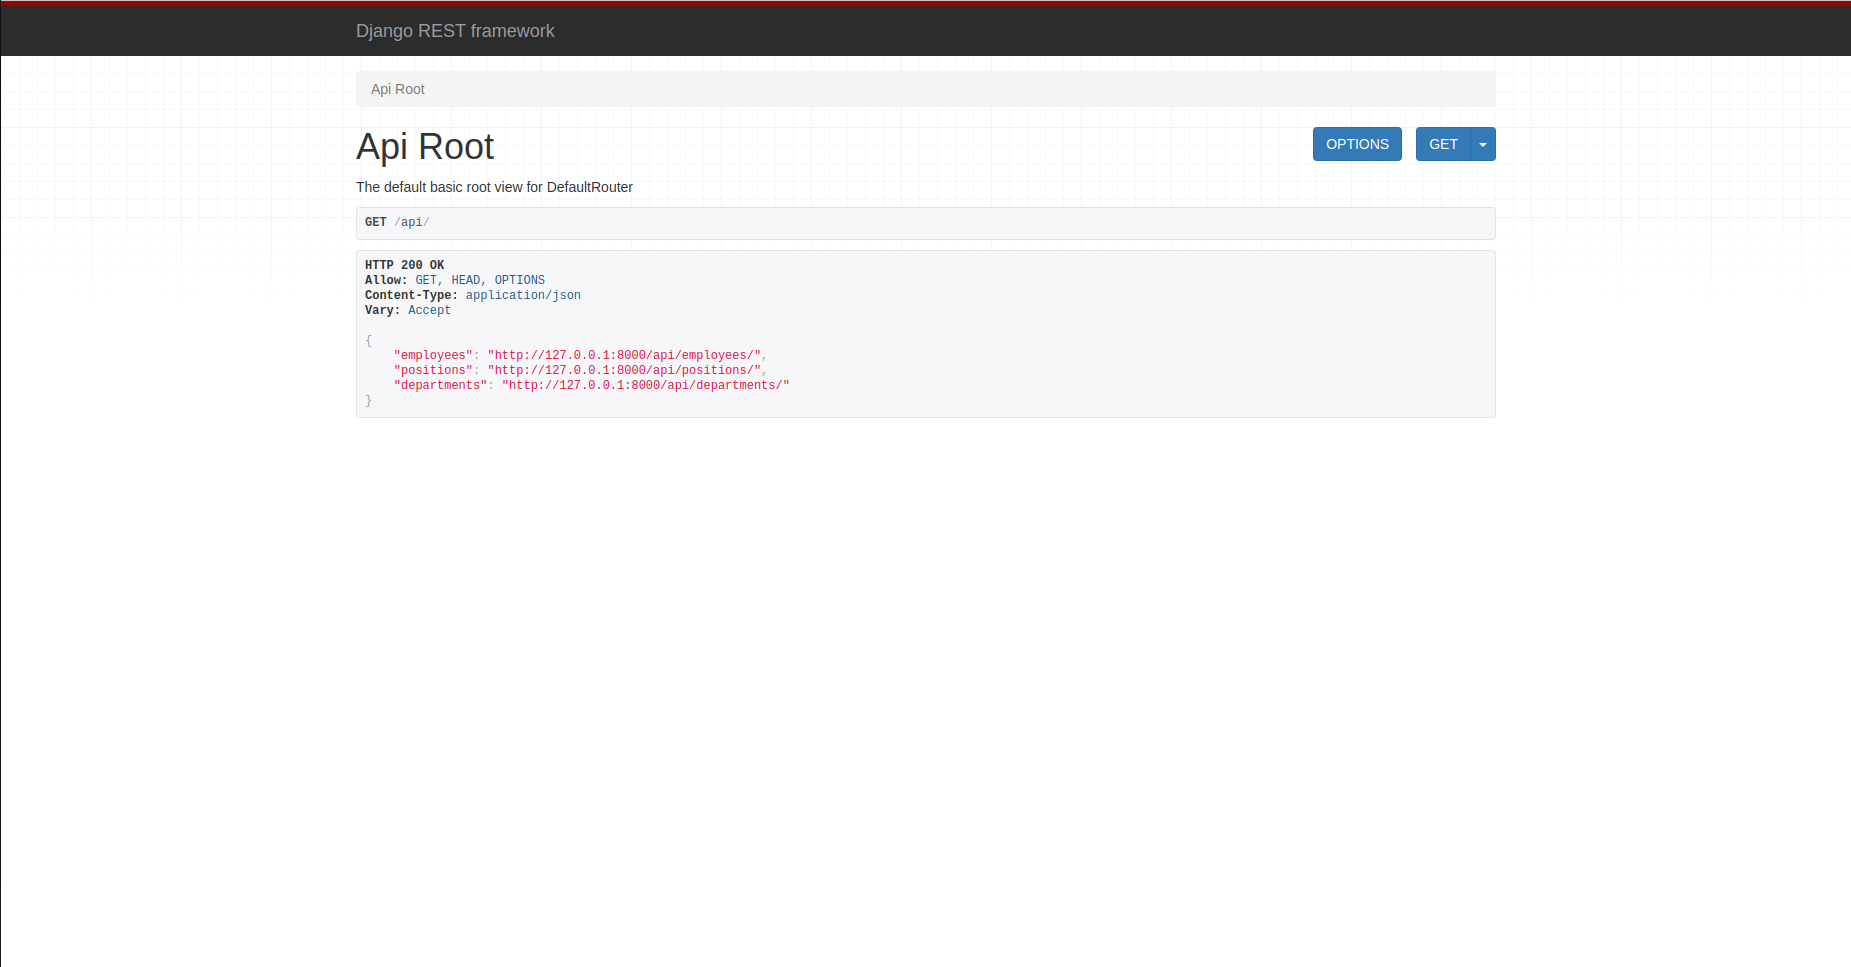 Django REST framework
Api Root
Api Root
OPTIONS
GET
The default basic root view for DefaultRouter
GET /api/
HTTP 200 OK
Allow: GET, HEAD, OPTIONS
Content-Type: application/json
Vary: Accept
{
    "employees": "http://127.0.0.1:8000/api/employees/",
    "positions": "http://127.0.0.1:8000/api/positions/",
    "departments": "http://127.0.0.1:8000/api/departments/"
}